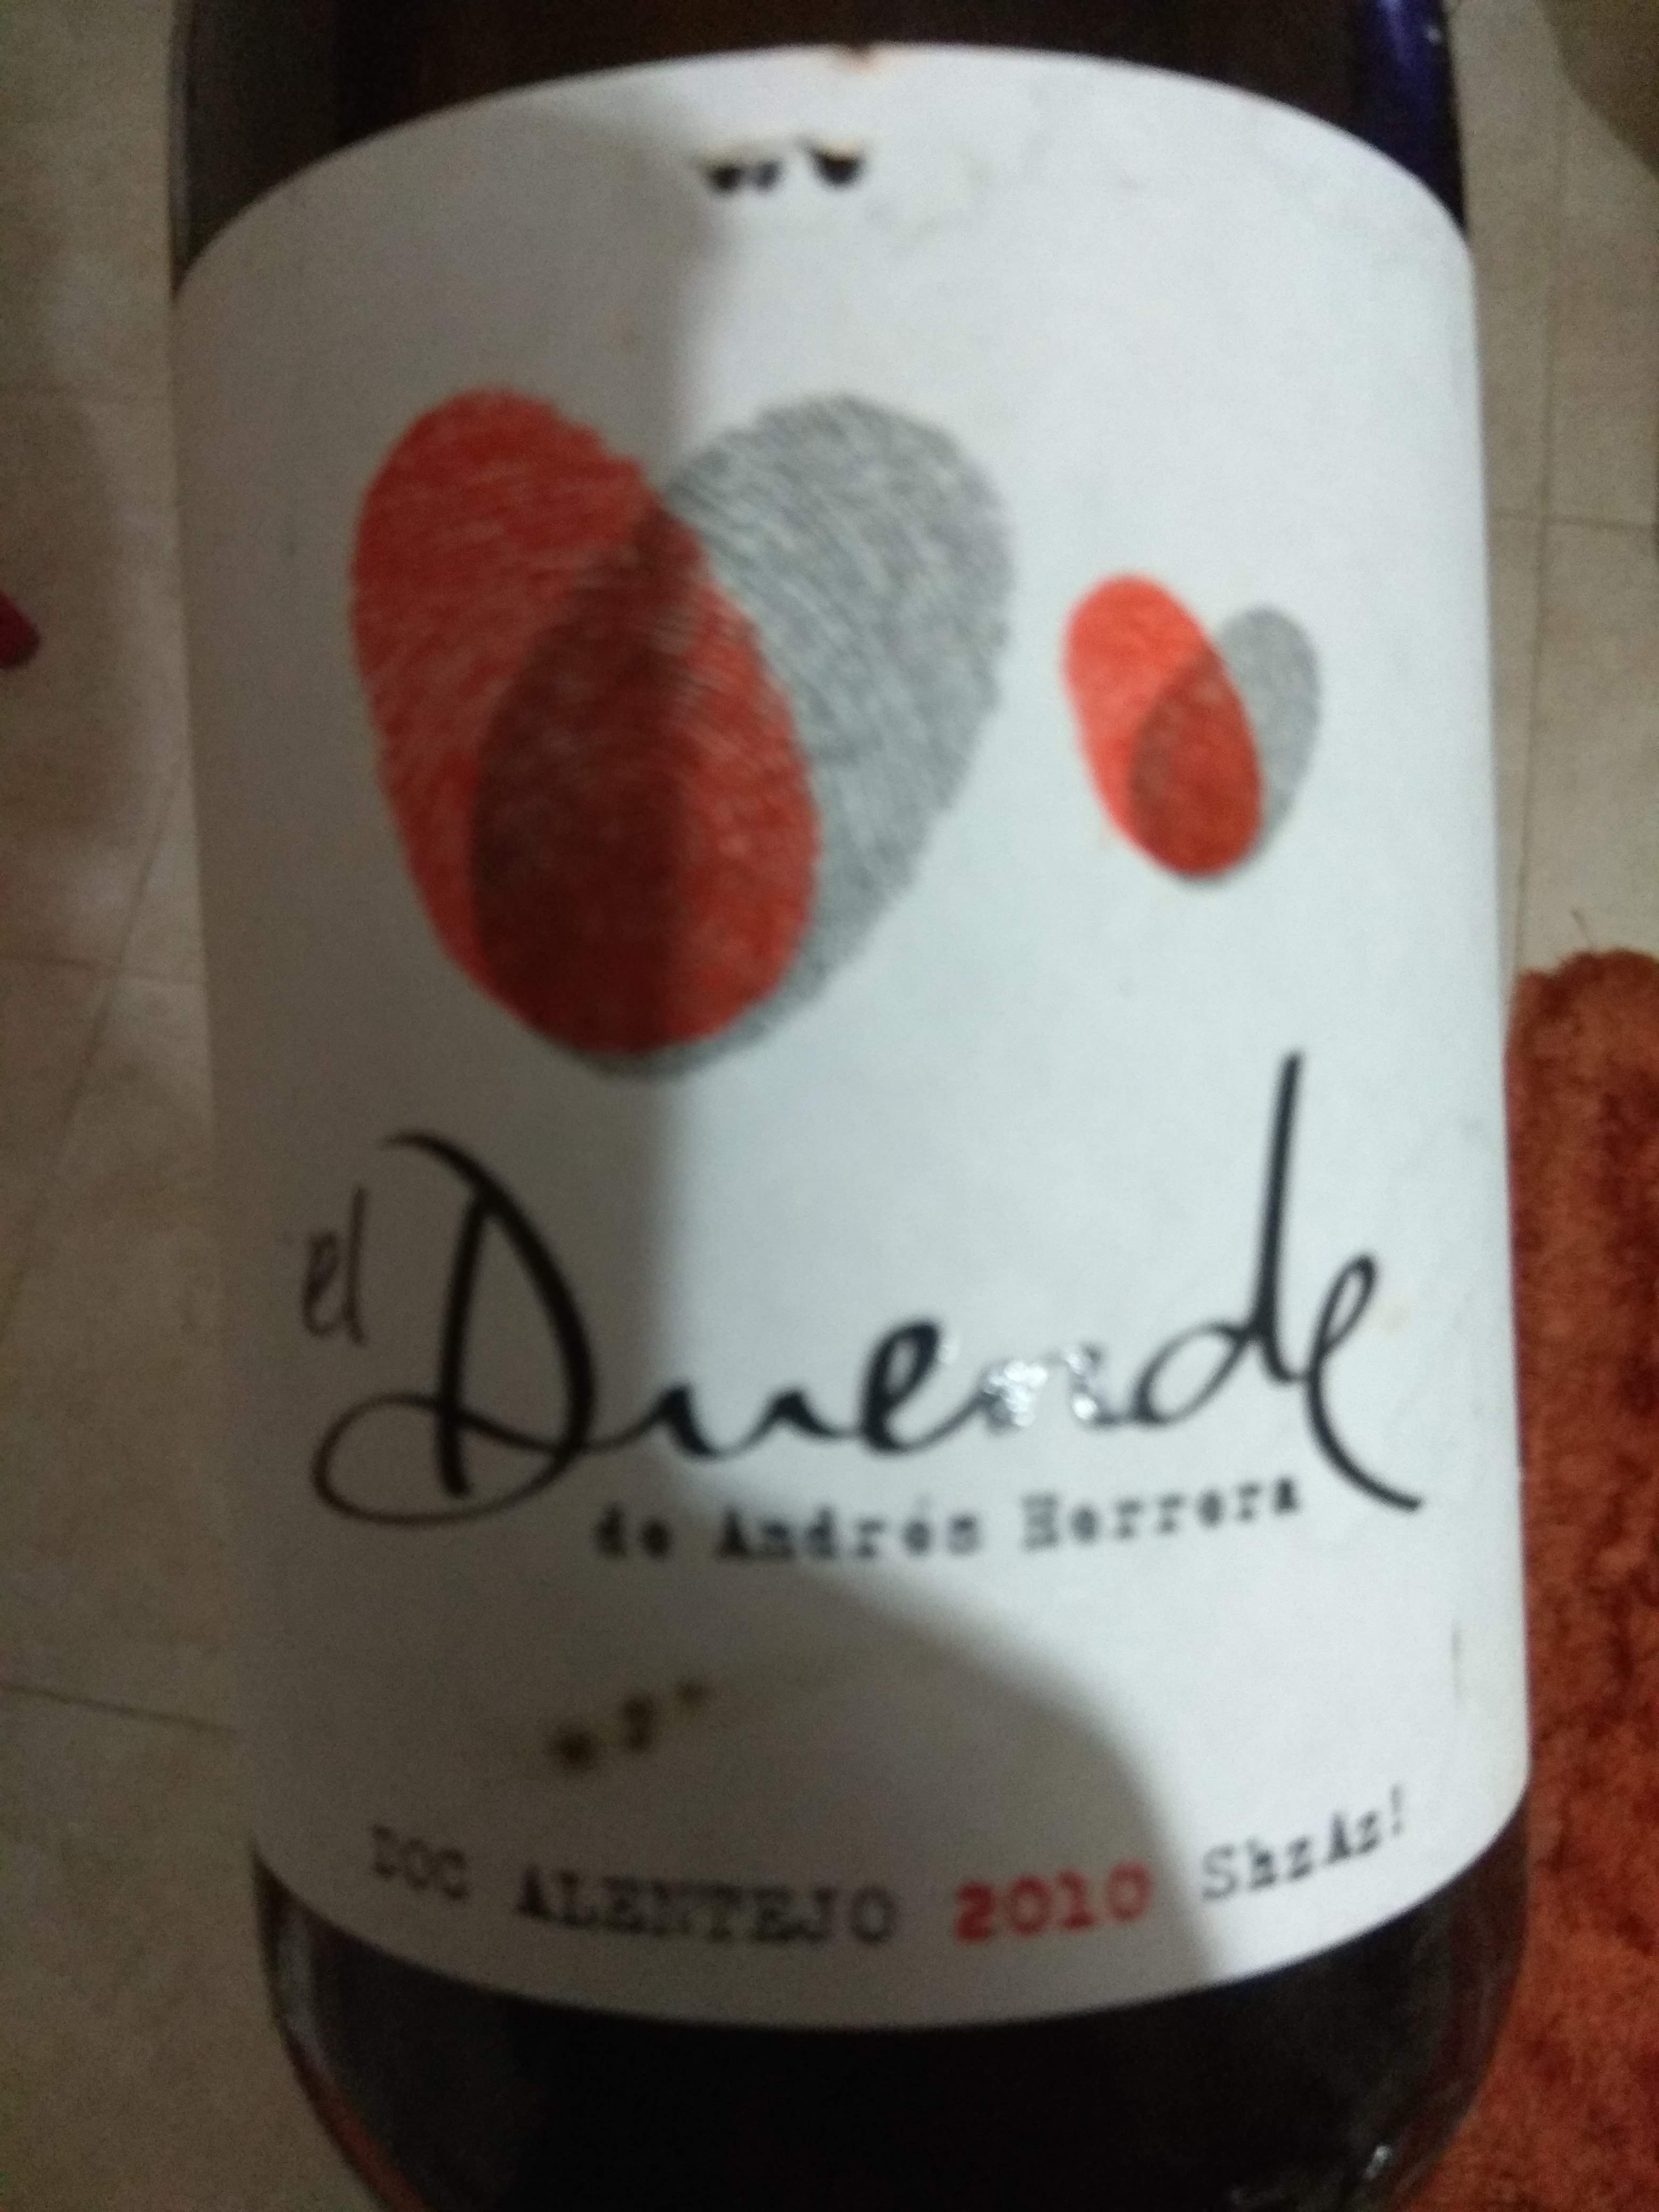 el Duende
de Andrés Herrera
DOC ALENTEJO 2010 ShzAz!